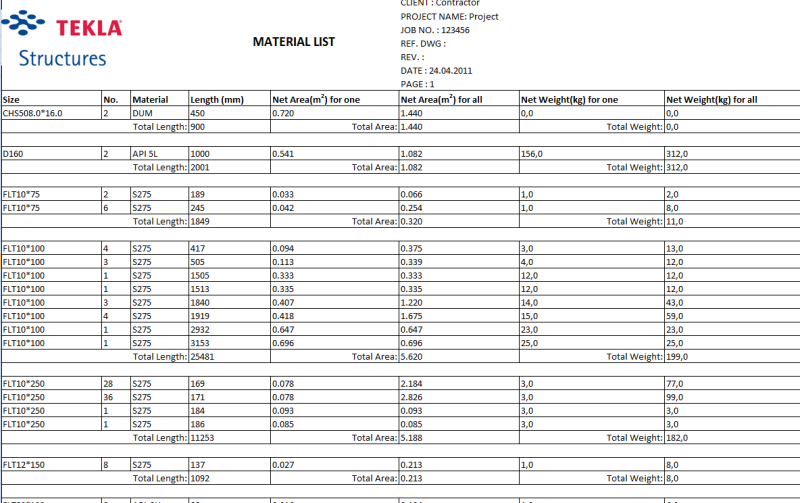 CLIENT : Contractor
TEKLA®
Structures
MATERIAL LIST
PROJECT NAME: Project
JOB NO. : 123456
REF. DWG :
REV. :
DATE : 24.04.2011
PAGE : 1
Size No. Material Length (mm) Net Area(m²) for one Net Area(m²) for all Net Weight(kg) for one Net Weight(kg) for all
CHS508.0*16.0 2 DUM 450 0.720 1.440 0,0 0,0
Total Length: 900 Total Area: 1.440 Total Weight: 0,0
D160 2 API 5L 1000 0.541 1.082 156,0 312,0
Total Length: 2001 Total Area: 1.082 Total Weight: 312,0
FLT10*75 2 S275 189 0.033 0.066 1,0 2,0
FLT10*75 6 S275 245 0.042 0.254 1,0 8,0
Total Length: 1849 Total Area: 0.320 Total Weight: 11,0
FLT10*100 4 S275 417 0.094 0.375 3,0 13,0
FLT10*100 3 S275 505 0.113 0.339 4,0 12,0
FLT10*100 1 S275 1505 0.333 0.333 12,0 12,0
FLT10*100 1 S275 1513 0.335 0.335 12,0 12,0
FLT10*100 3 S275 1840 0.407 1.220 14,0 43,0
FLT10*100 4 S275 1919 0.418 1.675 15,0 59,0
FLT10*100 1 S275 2932 0.647 0.647 23,0 23,0
FLT10*100 1 S275 3153 0.696 0.696 25,0 25,0
Total Length: 25481 Total Area: 5.620 Total Weight: 199,0
FLT10*250 28 S275 169 0.078 2.184 3,0 77,0
FLT10*250 36 S275 171 0.078 2.826 3,0 99,0
FLT10*250 1 S275 184 0.093 0.093 3,0 3,0
FLT10*250 1 S275 186 0.085 0.085 3,0 3,0
Total Length: 11253 Total Area: 5.188 Total Weight: 182,0
FLT12*150 8 S275 137 0.027 0.213 1,0 8,0
Total Length: 1092 Total Area: 0.213 Total Weight: 8,0